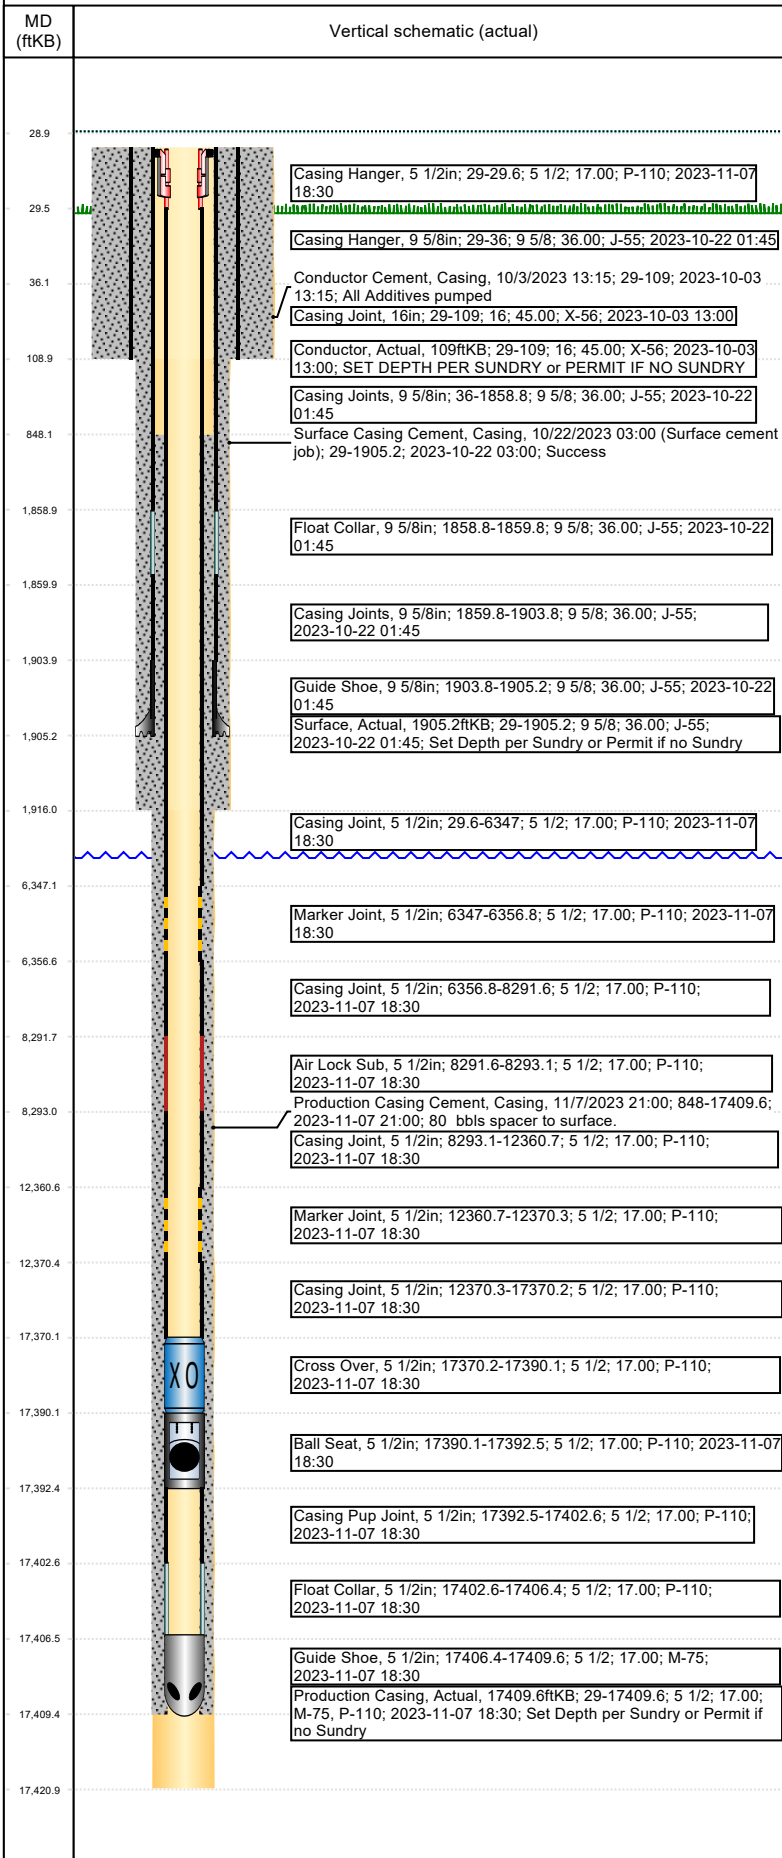 MD
(ftKB)
Vertical schematic (actual)
28.9
Casing Hanger, 5 1/2in; 29-29.6; 5 1/2; 17.00; P-110; 2023-11-07
18:30
29.5
Casing Hanger, 9 5/8in; 29-36; 9 5/8; 36.00; J-55; 2023-10-22 01:45
36.1
Conductor Cement, Casing, 10/3/2023 13:15; 29-109; 2023-10-03
13:15; All Additives pumped
Casing Joint, 16in; 29-109; 16; 45.00; X-56; 2023-10-03 13:00
108.9
Conductor, Actual, 109ftKB; 29-109; 16; 45.00; X-56; 2023-10-03
13:00; SET DEPTH PER SUNDRY or PERMIT IF NO SUNDRY
Casing Joints, 9 5/8in; 36-1858.8; 9 5/8; 36.00; J-55; 2023-10-22
01:45
848.1
Surface Casing Cement, Casing, 10/22/2023 03:00 (Surface cement
job); 29-1905.2; 2023-10-22 03:00; Success
1,858.9
Float Collar, 9 5/8in; 1858.8-1859.8; 9 5/8; 36.00; J-55; 2023-10-22
01:45
1,859.9
Casing Joints, 9 5/8in; 1859.8-1903.8; 9 5/8; 36.00; J-55;
2023-10-22 01:45
1,903.9
Guide Shoe, 9 5/8in; 1903.8-1905.2; 9 5/8; 36.00; J-55; 2023-10-22
01:45
1,905.2
Surface, Actual, 1905.2ftKB; 29-1905.2; 9 5/8; 36.00; J-55;
2023-10-22 01:45; Set Depth per Sundry or Permit if no Sundry
1,916.0
Casing Joint, 5 1/2in; 29.6-6347; 5 1/2; 17.00; P-110; 2023-11-07
18:30
6,347.1
Marker Joint, 5 1/2in; 6347-6356.8; 5 1/2; 17.00; P-110; 2023-11-07
18:30
6,356.6
Casing Joint, 5 1/2in; 6356.8-8291.6; 5 1/2; 17.00; P-110;
2023-11-07 18:30
8,291.7
Air Lock Sub, 5 1/2in; 8291.6-8293.1; 5 1/2; 17.00; P-110;
2023-11-07 18:30
8,293.0
Production Casing Cement, Casing, 11/7/2023 21:00; 848-17409.6;
2023-11-07 21:00; 80 bbls spacer to surface.
Casing Joint, 5 1/2in; 8293.1-12360.7; 5 1/2; 17.00; P-110;
2023-11-07 18:30
12,360.6
Marker Joint, 5 1/2in; 12360.7-12370.3; 5 1/2; 17.00; P-110;
2023-11-07 18:30
12,370.4
Casing Joint, 5 1/2in; 12370.3-17370.2; 5 1/2; 17.00; P-110;
2023-11-07 18:30
17,370.1
XO
Cross Over, 5 1/2in; 17370.2-17390.1; 5 1/2; 17.00; P-110;
2023-11-07 18:30
17,390.1
Ball Seat, 5 1/2in; 17390.1-17392.5; 5 1/2; 17.00; P-110; 2023-11-07
18:30
17,392.4
Casing Pup Joint, 5 1/2in; 17392.5-17402.6; 5 1/2; 17.00; P-110;
2023-11-07 18:30
17,402.6
Float Collar, 5 1/2in; 17402.6-17406.4; 5 1/2; 17.00; P-110;
2023-11-07 18:30
17,406.5
Guide Shoe, 5 1/2in; 17406.4-17409.6; 5 1/2; 17.00; M-75;
2023-11-07 18:30
17,409.4
Production Casing, Actual, 17409.6ftKB; 29-17409.6; 5 1/2; 17.00;
M-75, P-110; 2023-11-07 18:30; Set Depth per Sundry or Permit if
no Sundry
17,420.9